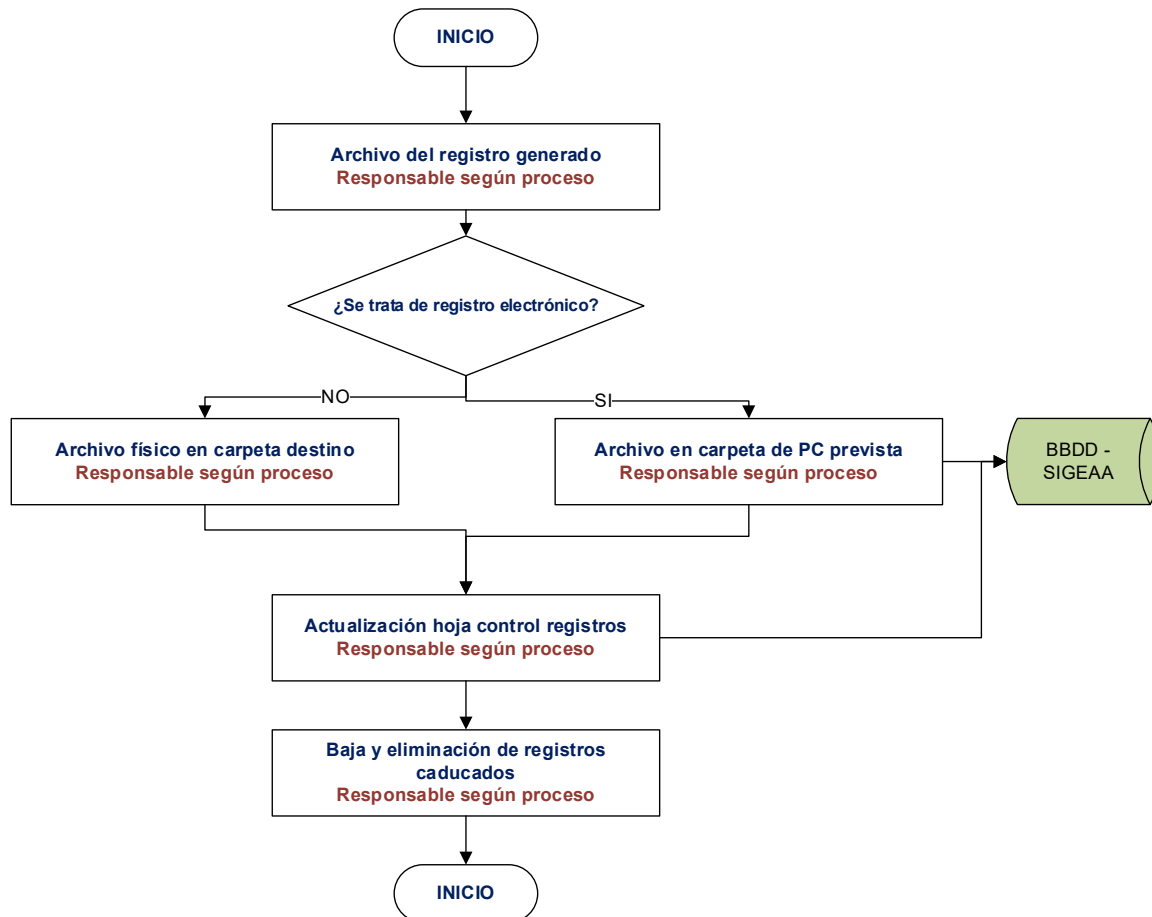 INICIO
Archivo del registro generado
Responsable según proceso
¿Se trata de registro electrónico?
NO
SI
Archivo físico en carpeta destino
Responsable según proceso
Archivo en carpeta de PC prevista
Responsable según proceso
BBDD -
SIGEAA
Actualización hoja control registros
Responsable según proceso
Baja y eliminación de registros
caducados
Responsable según proceso
INICIO